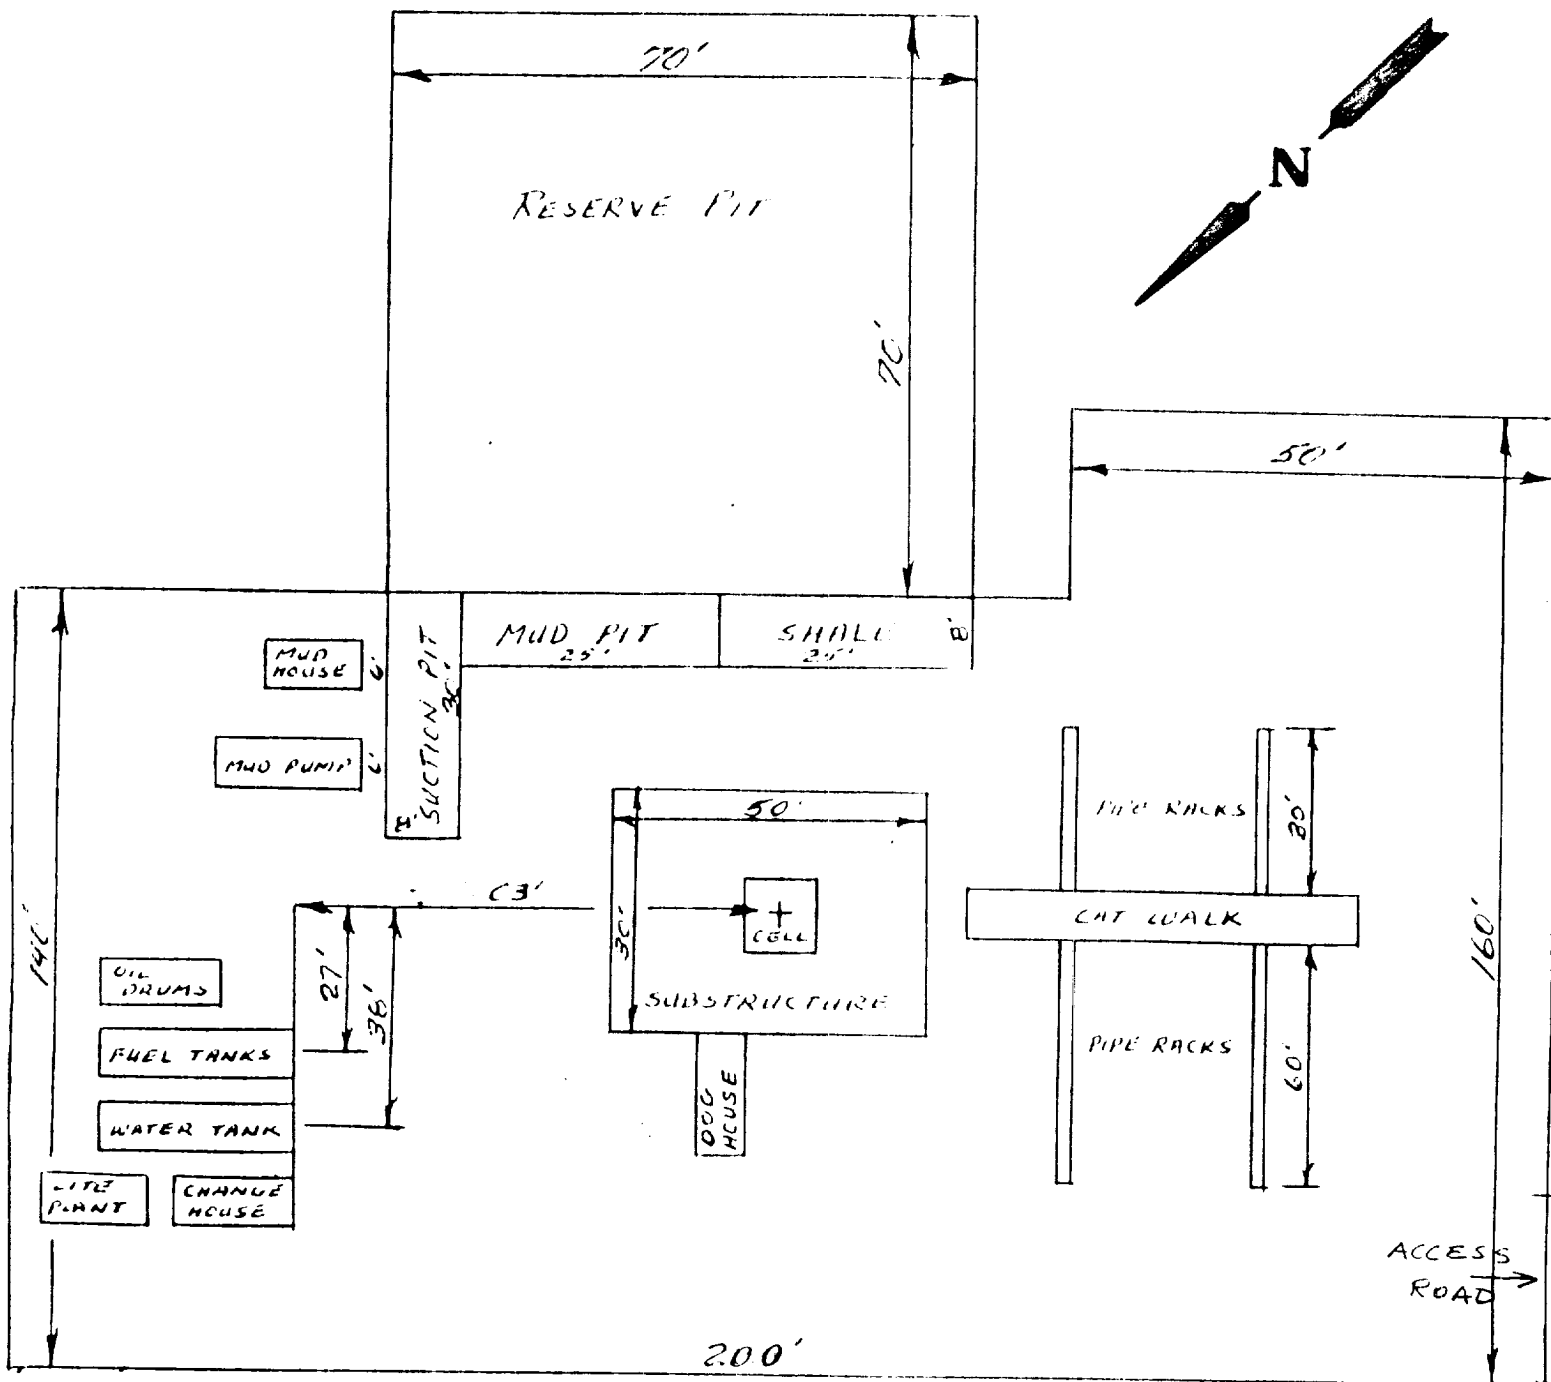 70'
N
RESERVE PIT
70'
50'
MUD PIT
25'
SHALE
25'
8'
MUD
HOUSE
6'
SUCTION PIT
30'
8'
MUD PUMP
6'
50'
PIPE RACKS
30'
63'
CELL
30'
CAT WALK
140'
160'
OIL
DRUMS
27'
38'
SUBSTRUCTURE
FUEL TANKS
PIPE RACKS
60'
DOG
HOUSE
WATER TANK
LITE
PLANT
CHANGE
HOUSE
ACCESS
ROAD
200'